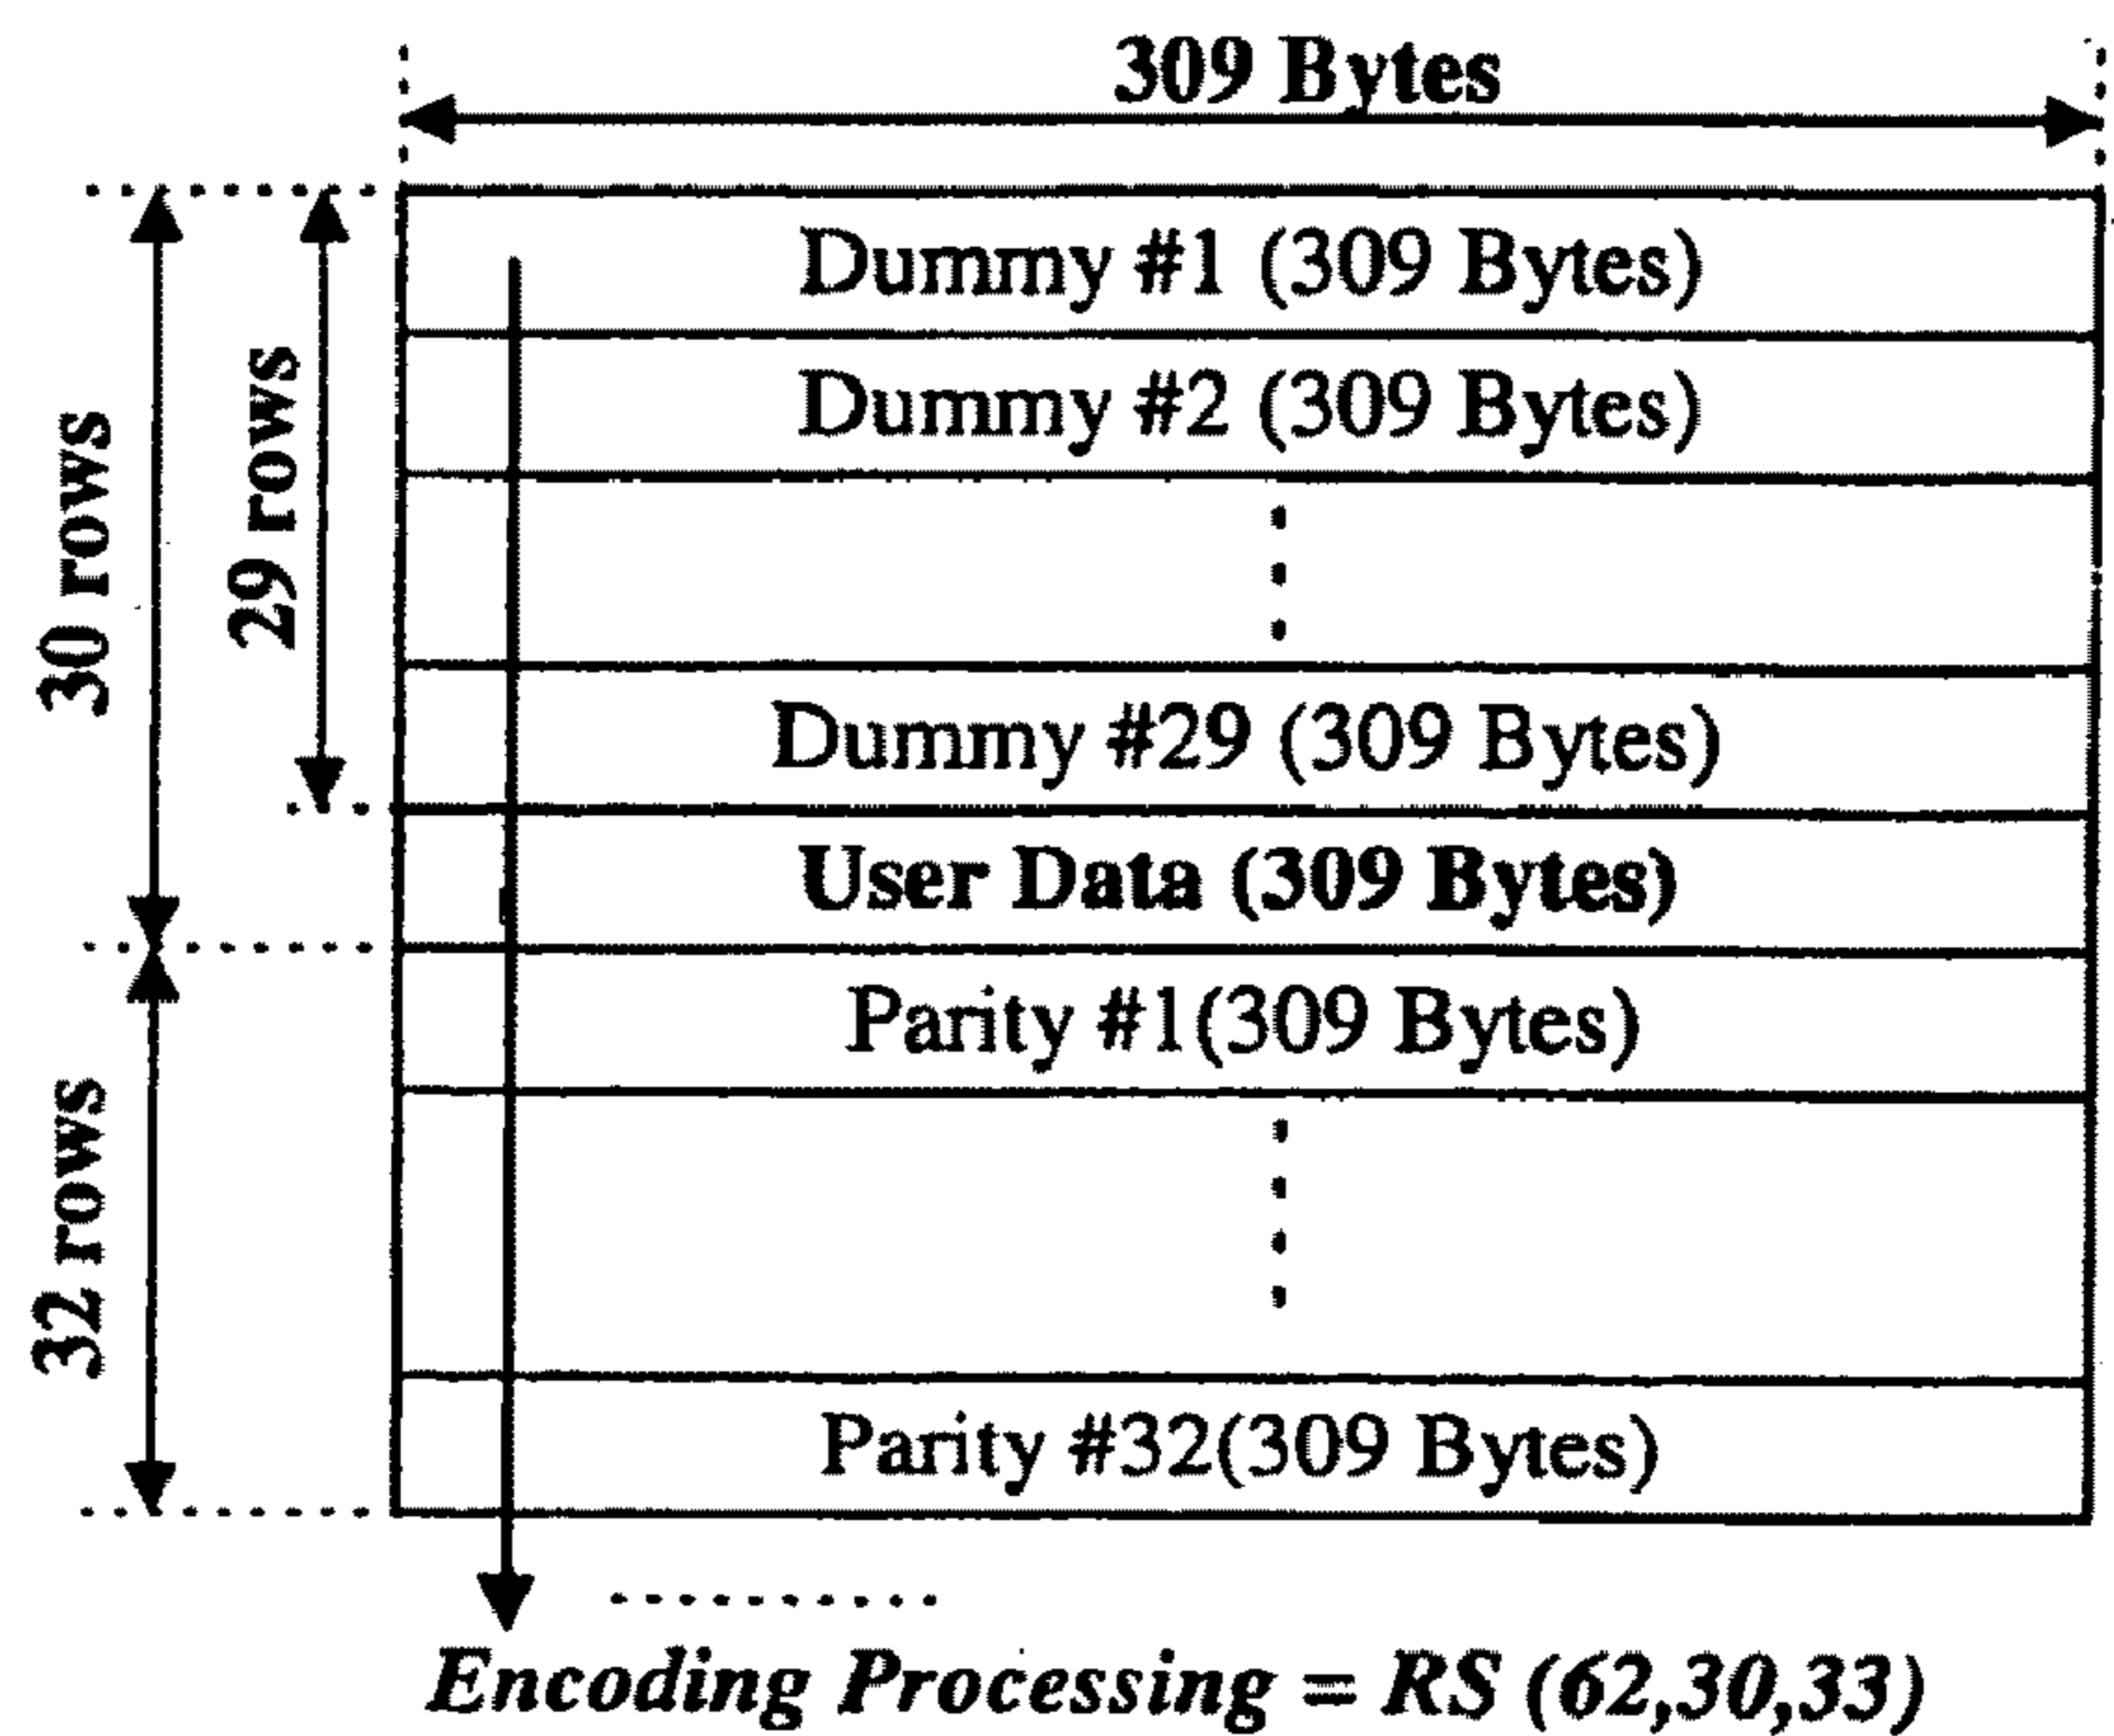 309 Bytes
Dummy #1 (309 Bytes)
Dummy #2 (309 Bytes)
30 rows
29 rows
Dummy #29 (309 Bytes)
User Data (309 Bytes)
Parity #1(309 Bytes)
32 rows
Parity #32(309 Bytes)
Encoding Processing = RS (62,30,33)